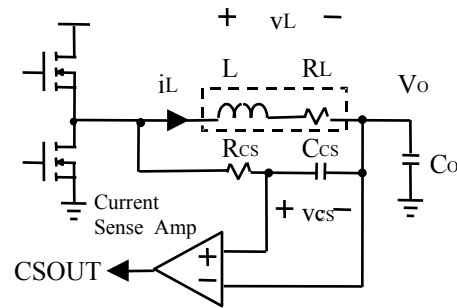 + vL −
iL L RL
VO
RCS CCS
CO
+ vcs −
Current
Sense Amp
+
−
CSOUT